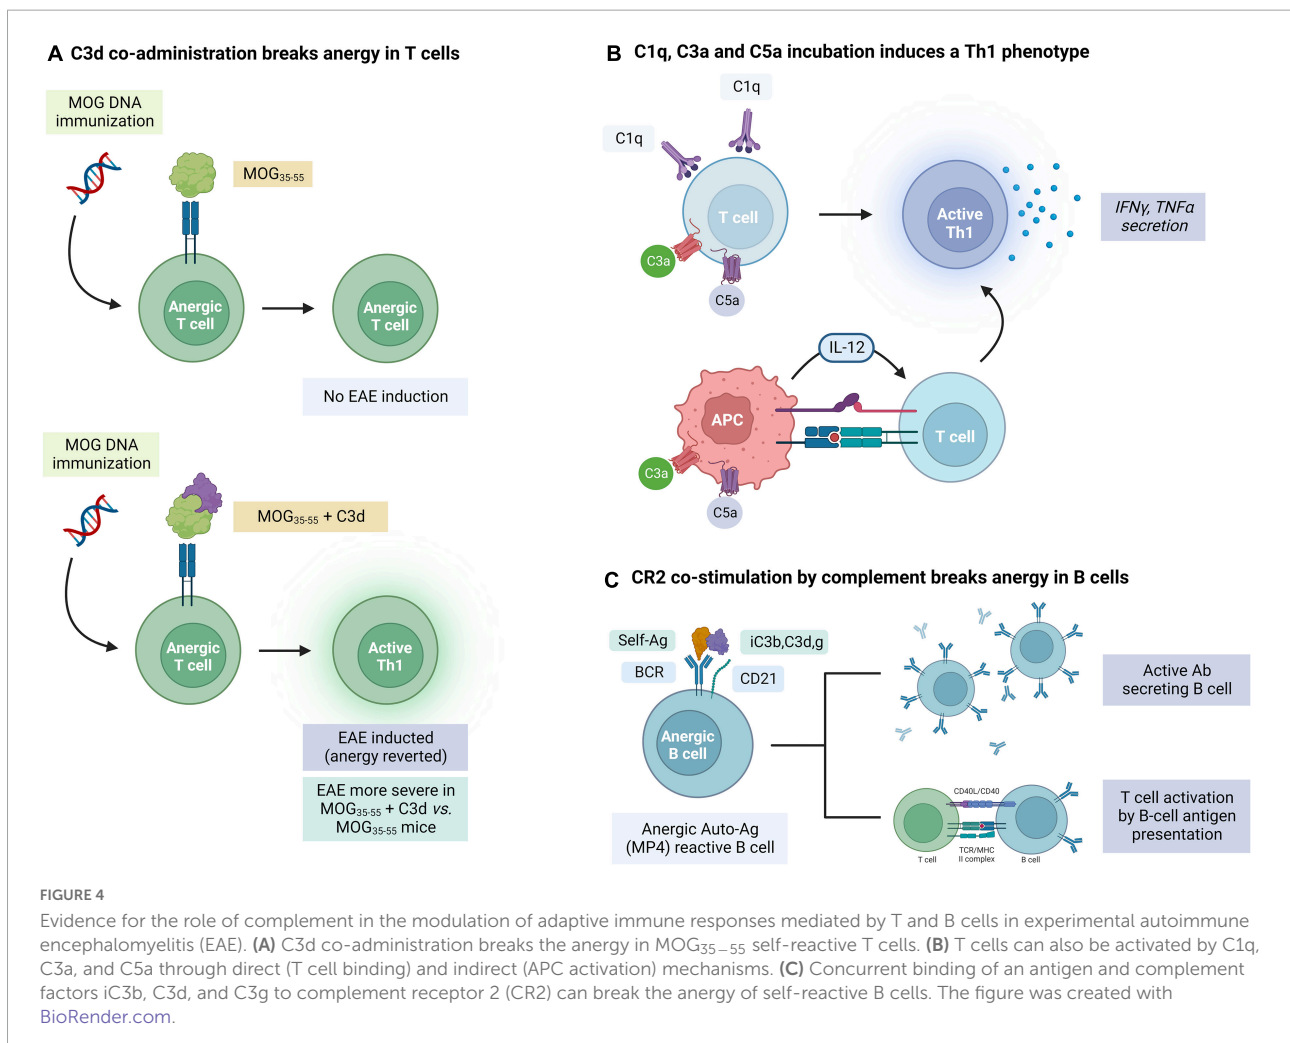 A C3d co-administration breaks anergy in T cells
MOG DNA
immunization
MOG35-55
Anergic
T cell
Anergic
T cell
No EAE induction
MOG DNA
immunization
MOG35-55 + C3d
Anergic
T cell
Active
Th1
EAE inducted
(anergy reverted)
EAE more severe in
MOG35-55 + C3d vs.
MOG35-55 mice
B C1q, C3a and C5a incubation induces a Th1 phenotype
C1q
C1q
T cell
C3a
C5a
Active
Th1
IFNγ, TNFα
secretion
IL-12
APC
T cell
C3a
C5a
C CR2 co-stimulation by complement breaks anergy in B cells
Self-Ag
iC3b,C3d,g
BCR
CD21
Anergic
B cell
Anergic Auto-Ag
(MP4) reactive B cell
Active Ab
secreting B cell
CD40L/CD40
T cell
TCR/MHC
II complex
B cell
T cell activation
by B-cell antigen
presentation
FIGURE 4
Evidence for the role of complement in the modulation of adaptive immune responses mediated by T and B cells in experimental autoimmune
encephalomyelitis (EAE). (A) C3d co-administration breaks the anergy in MOG35−55 self-reactive T cells. (B) T cells can also be activated by C1q,
C3a, and C5a through direct (T cell binding) and indirect (APC activation) mechanisms. (C) Concurrent binding of an antigen and complement
factors iC3b, C3d, and C3g to complement receptor 2 (CR2) can break the anergy of self-reactive B cells. The figure was created with
BioRender.com.